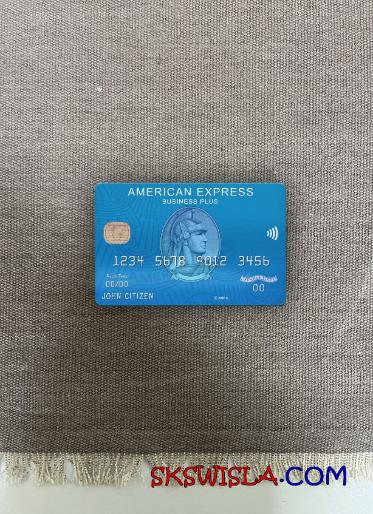 AMERICAN EXPRESS
BUSINESS PLUS
1234 5678 9012 3456
00/00
00
JOHN CITIZEN
SKSWISLA.COM